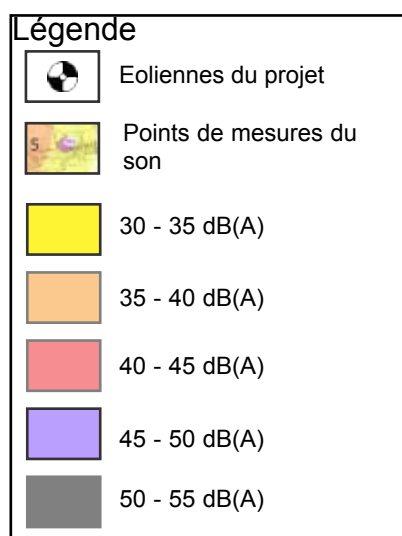 Légende
Eoliennes du projet
5
Points de mesures du
son
30 - 35 dB(A)
35 - 40 dB(A)
40 - 45 dB(A)
45 - 50 dB(A)
50 - 55 dB(A)